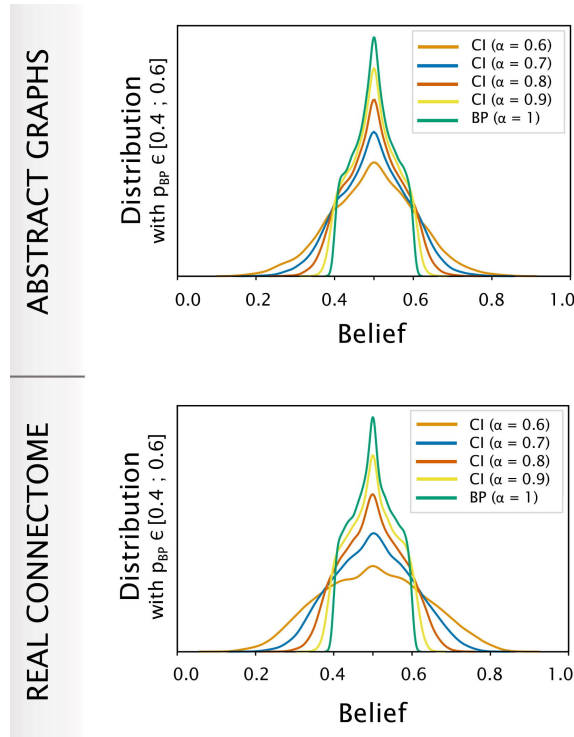 ABSTRACT GRAPHS
Distribution
with pBP ϵ [0.4 ; 0.6]
CI (α = 0.6)
CI (α = 0.7)
CI (α = 0.8)
CI (α = 0.9)
BP (α = 1)
0.0 0.2 0.4 0.6 0.8 1.0
Belief
REAL CONNECTOME
Distribution
with pBP ϵ [0.4 ; 0.6]
CI (α = 0.6)
CI (α = 0.7)
CI (α = 0.8)
CI (α = 0.9)
BP (α = 1)
0.0 0.2 0.4 0.6 0.8 1.0
Belief